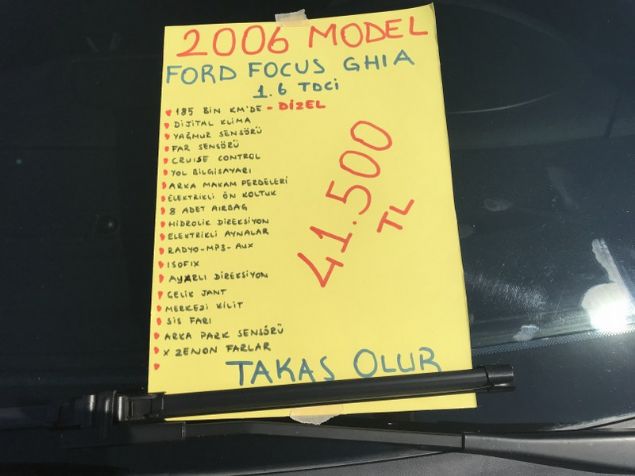 2006 MODEL
FORD FOCUS GHIA
1.6 TDCi
185 BİN KM'DE - DİZEL
DİJİTAL KLİMA
YAĞMUR SENSÖRÜ
FAR SENSÖRÜ
CRUISE CONTROL
YOL BİLGİSAYARI
ARKA MAKAM PERDELERİ
ELEKTRİKLİ ÖN KOLTUK
8 ADET AIRBAG
HİDROLİK DİREKSİYON
ELEKTRİKLİ AYNALAR
RADYO-MP3-AUX
ISOFIX
AYARLI DİREKSİYON
ÇELİK JANT
MERKEZİ KİLİT
SİS FARI
ARKA PARK SENSÖRÜ
X ZENON FARLAR
41.500
TL
TAKAS OLUR